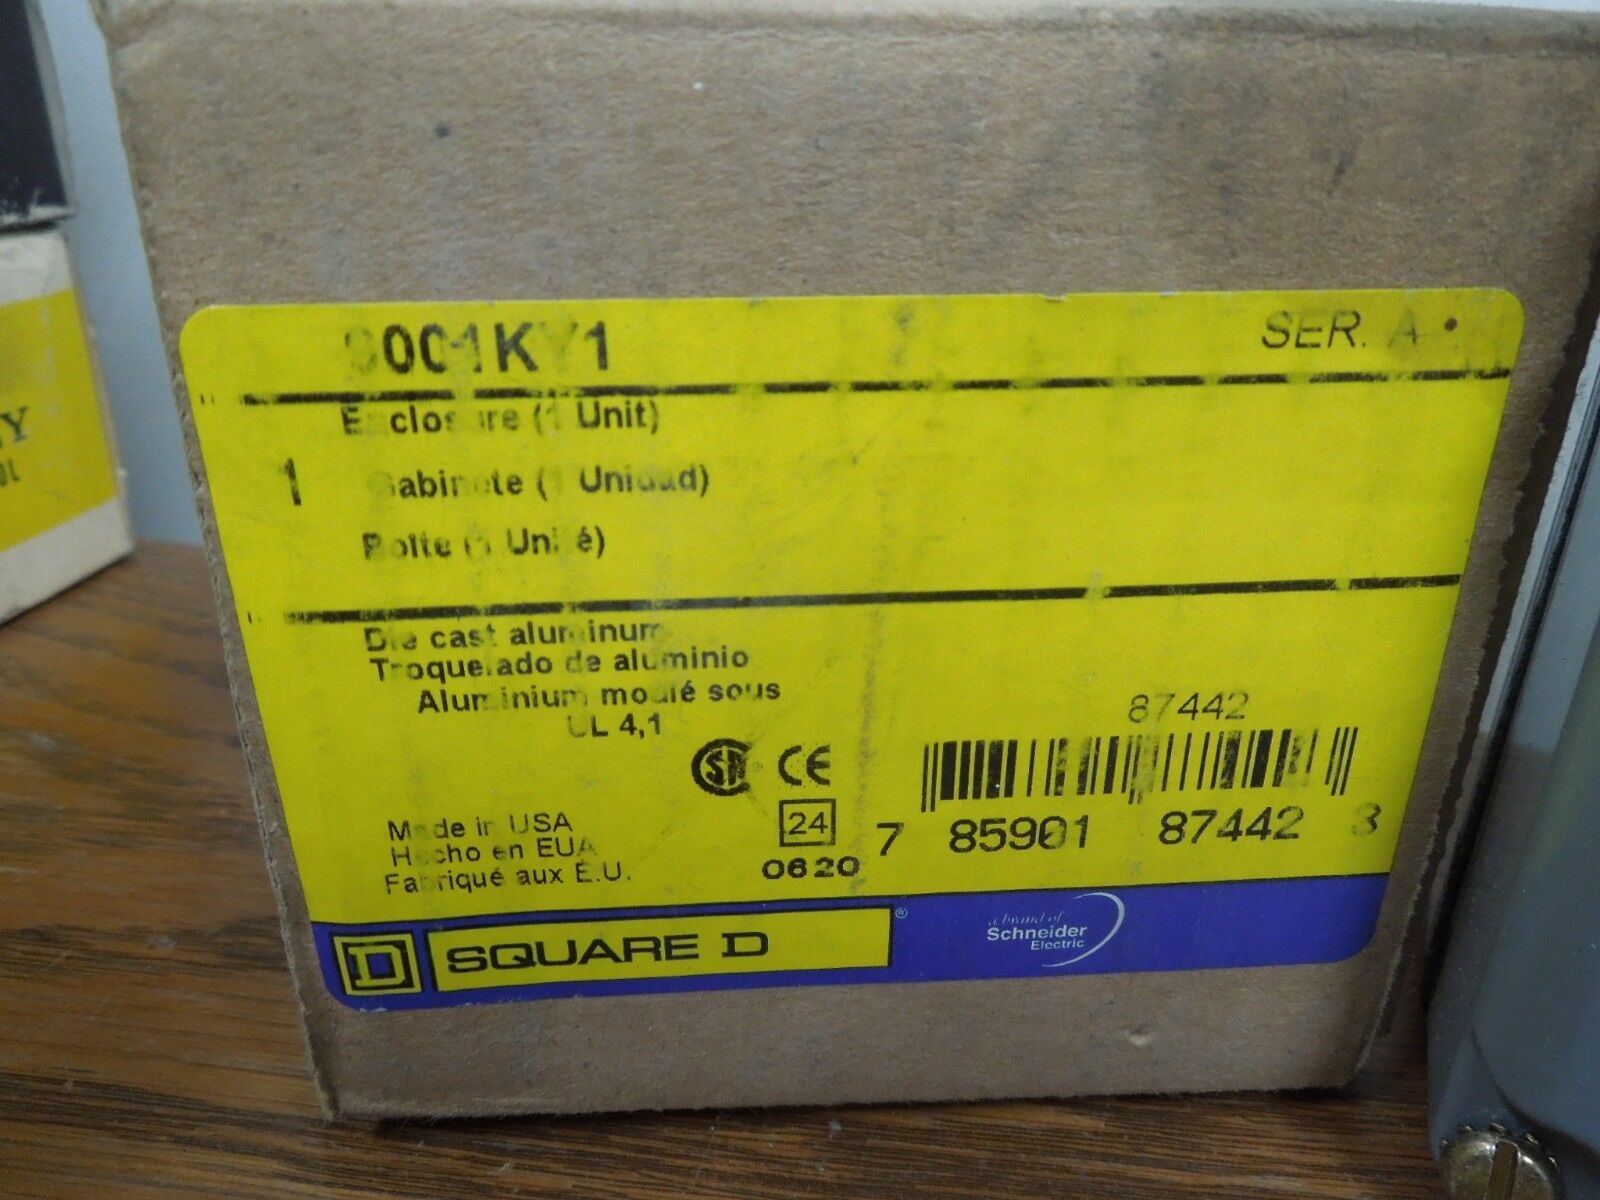 9001KY1
SER. A
Enclosure (1 Unit)
1 Gabinete (1 Unidad)
Boîte (1 Unité)
Die cast aluminum
Troquelado de aluminio
Aluminium moulé sous
UL 4,1
87442
CE
Made in USA
Hecho en EUA
Fabriqué aux É.U.
24
0620
7 85901 87442 3
D SQUARE D ®
a brand of
Schneider
Electric